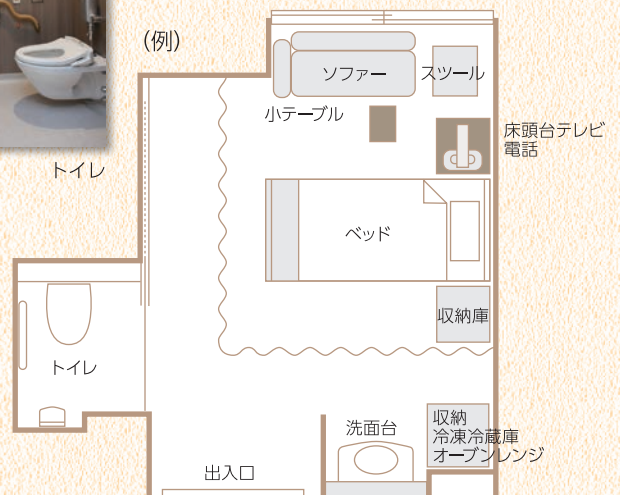 (例)
ソファー
スツール
小テーブル
床頭台テレビ
電話
トイレ
ベッド
収納庫
トイレ
収納
冷凍冷蔵庫
オーブンレンジ
洗面台
出入口